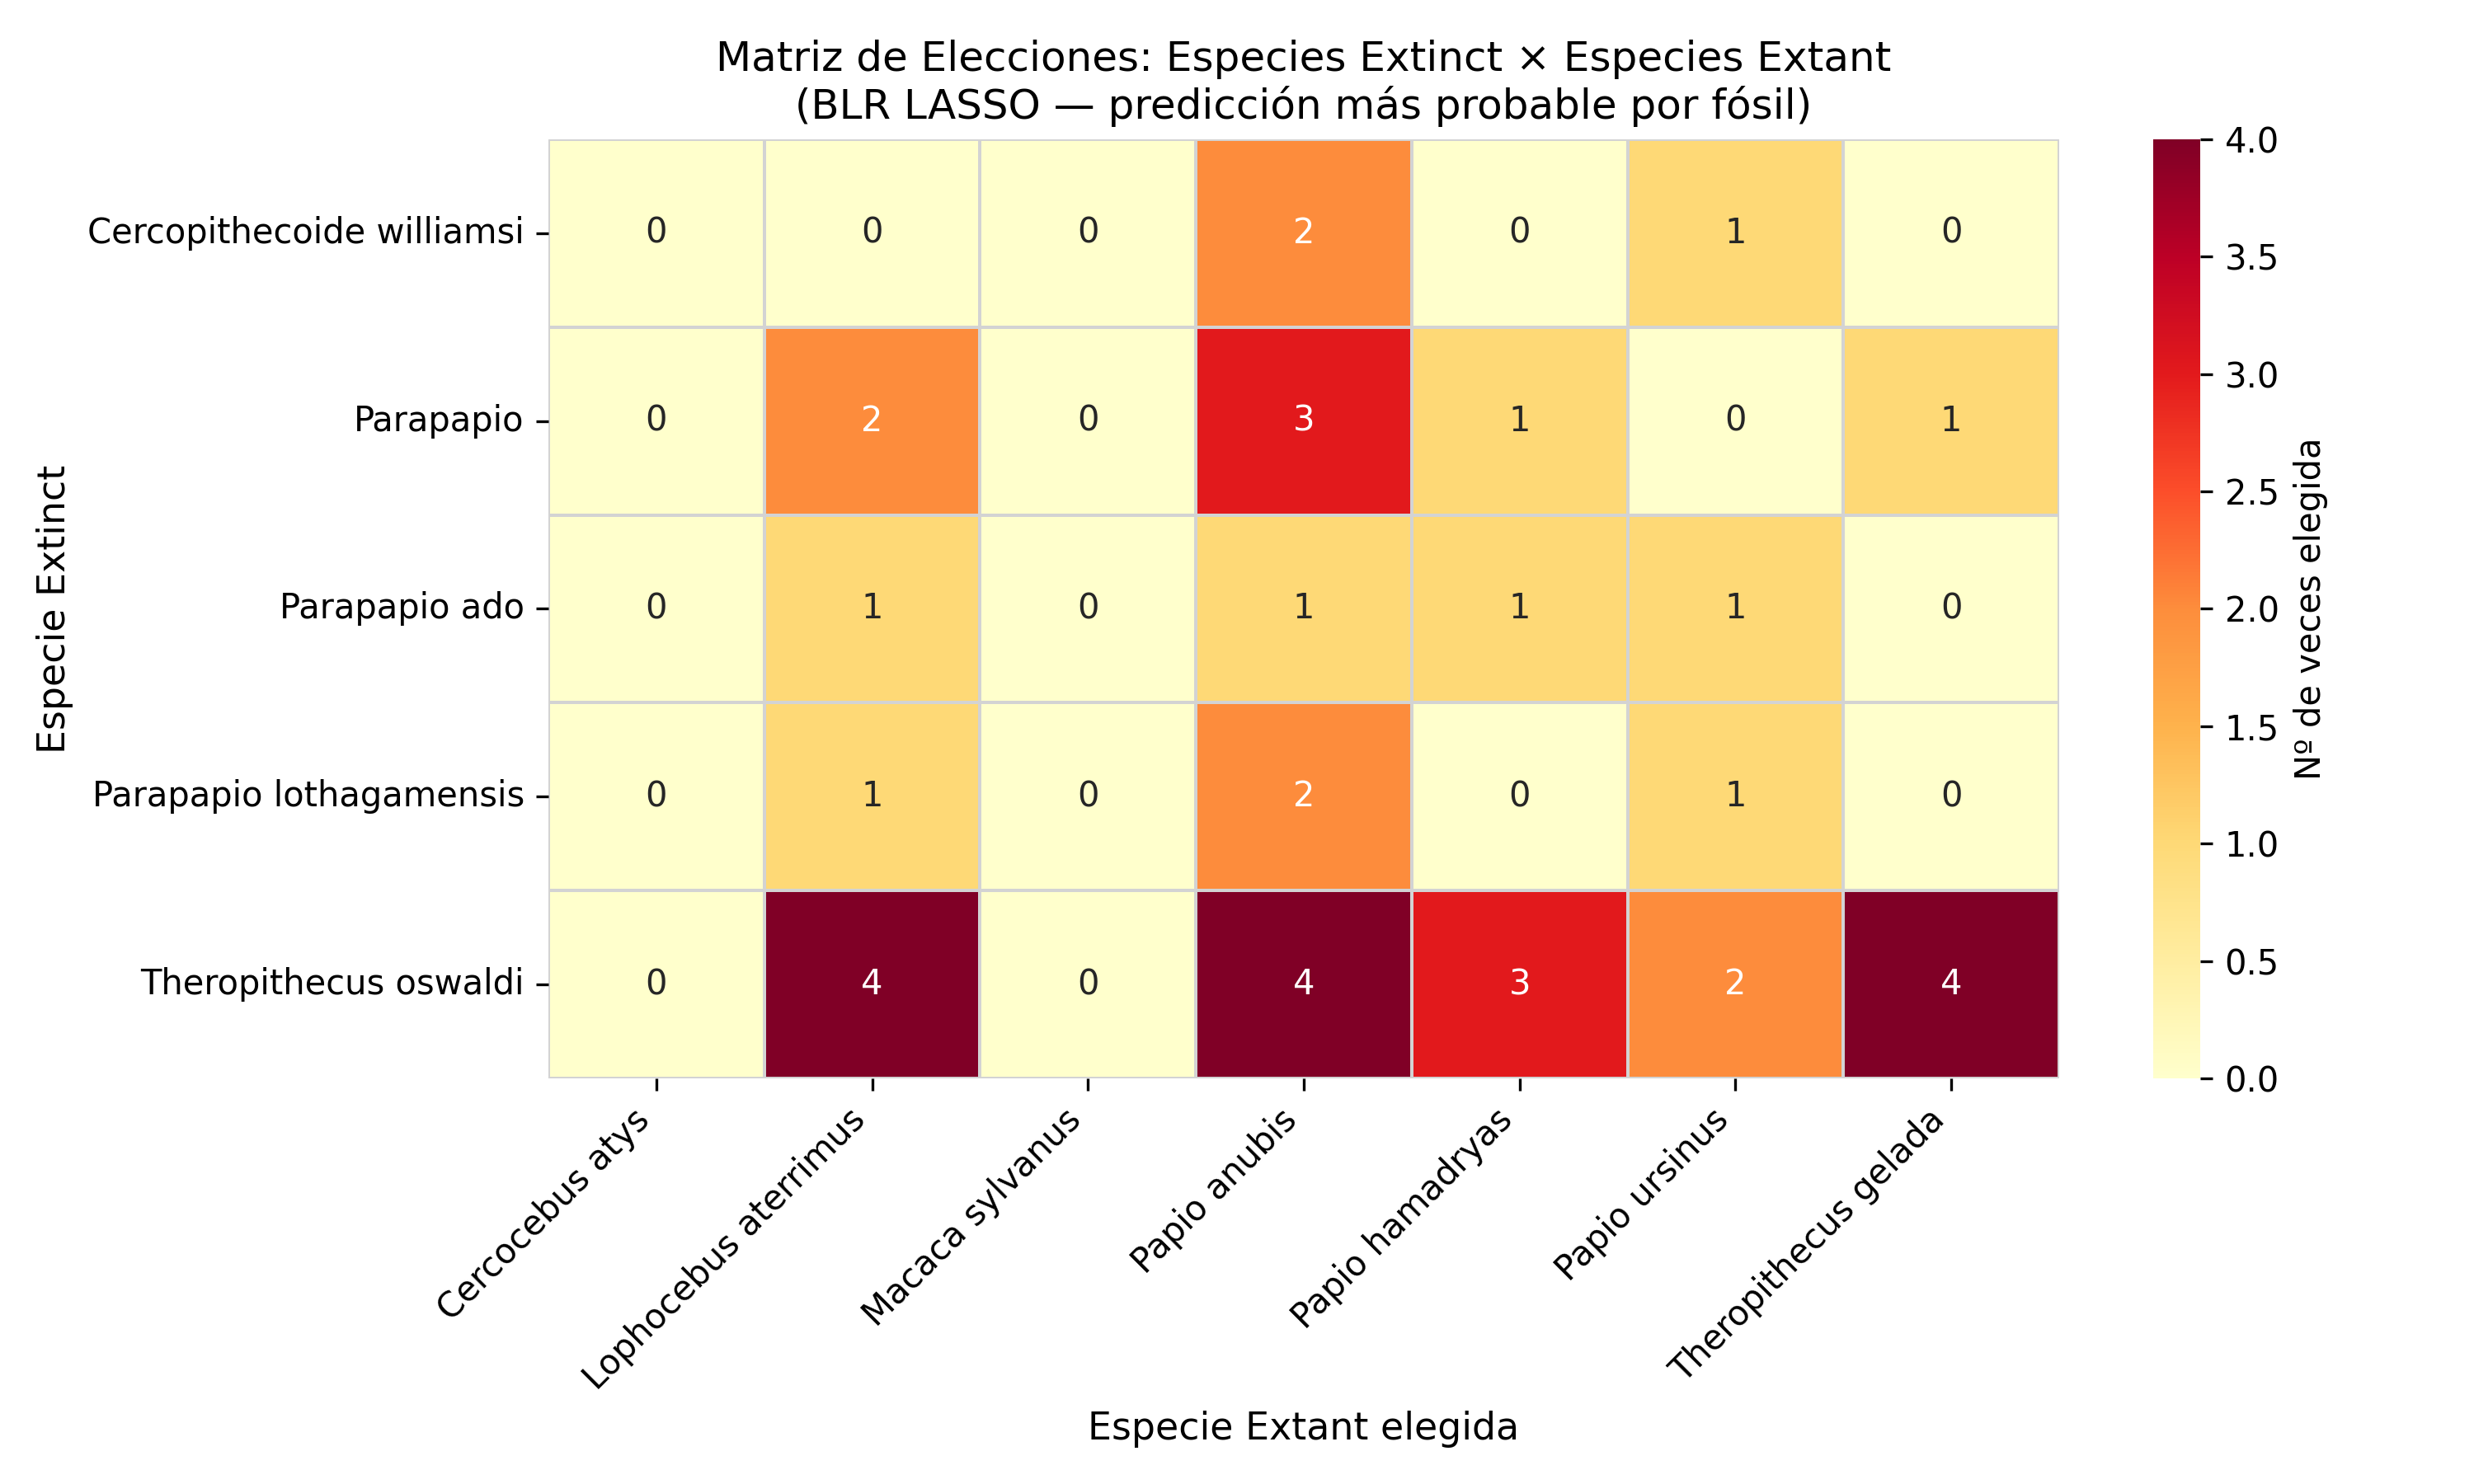 Matriz de Elecciones: Especies Extinct × Especies Extant
(BLR LASSO — predicción más probable por fósil)
Especie Extinct
Cercopithecoide williamsi
0 0 0 2 0 1 0
Parapapio
0 2 0 3 1 0 1
Parapapio ado
0 1 0 1 1 1 0
Parapapio lothagamensis
0 1 0 2 0 1 0
Theropithecus oswaldi
0 4 0 4 3 2 4
Cercocebus atys
Lophocebus aterrimus
Macaca sylvanus
Papio anubis
Papio hamadryas
Papio ursinus
Theropithecus gelada
Especie Extant elegida
4.0
3.5
3.0
2.5
2.0
1.5
1.0
0.5
0.0
Nº de veces elegida